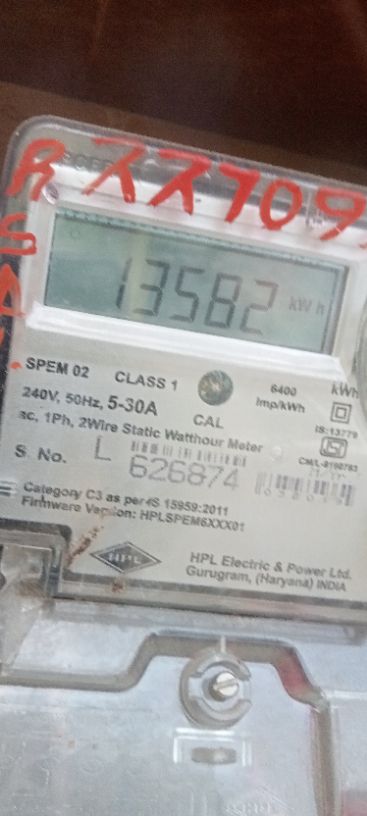 13582 kWh
SPEM 02 CLASS 1 6400 Imp/kWh kWh
240V, 50Hz, 5-30A CAL
ac, 1Ph, 2Wire Static Watthour Meter IS:13779
S. No. L 626874
Category C3 as per IS 15959:2011
Firmware Version: HPLSPEM6XXX01
HPL
HPL Electric & Power Ltd.
Gurugram, (Haryana) INDIA